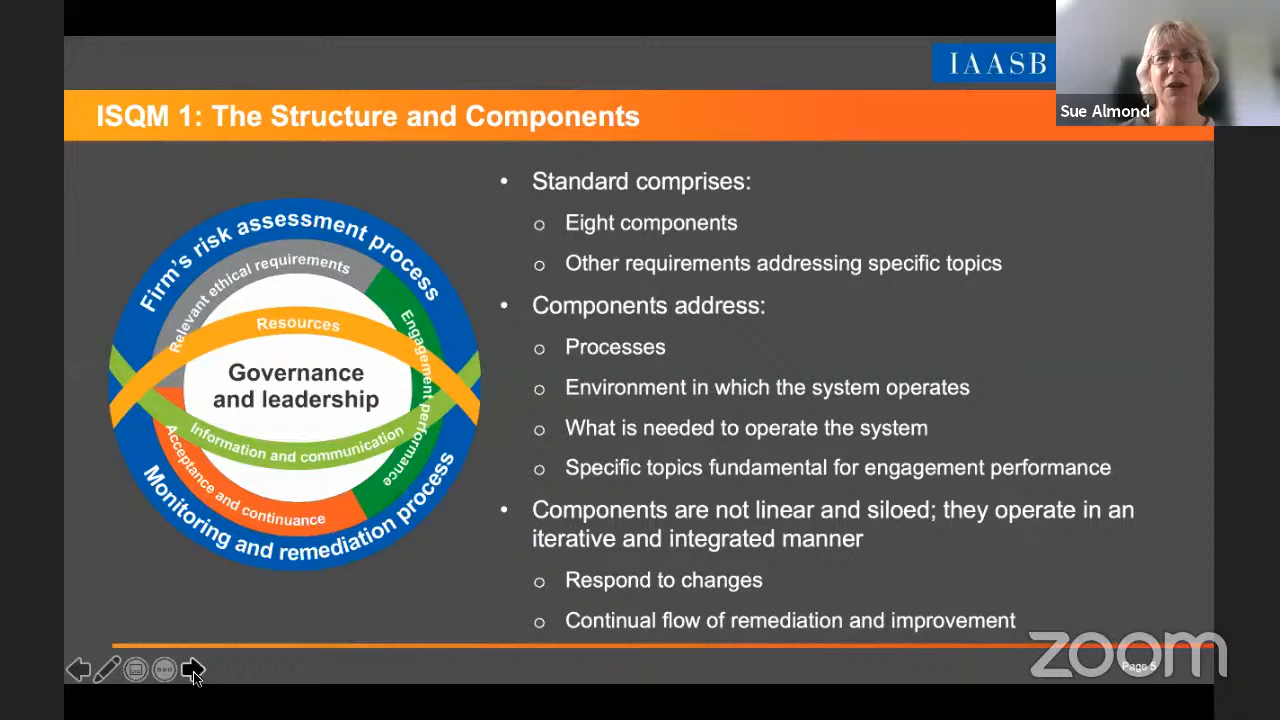 IAASB
Sue Almond
ISQM 1: The Structure and Components
Firm's risk assessment process
Relevant ethical requirements
Resources
Engagement performance
Governance
and leadership
Information and communication
Acceptance and continuance
Monitoring and remediation process
• Standard comprises:
o Eight components
o Other requirements addressing specific topics
• Components address:
o Processes
o Environment in which the system operates
o What is needed to operate the system
o Specific topics fundamental for engagement performance
• Components are not linear and siloed; they operate in an
iterative and integrated manner
o Respond to changes
o Continual flow of remediation and improvement
Page 5
zoom